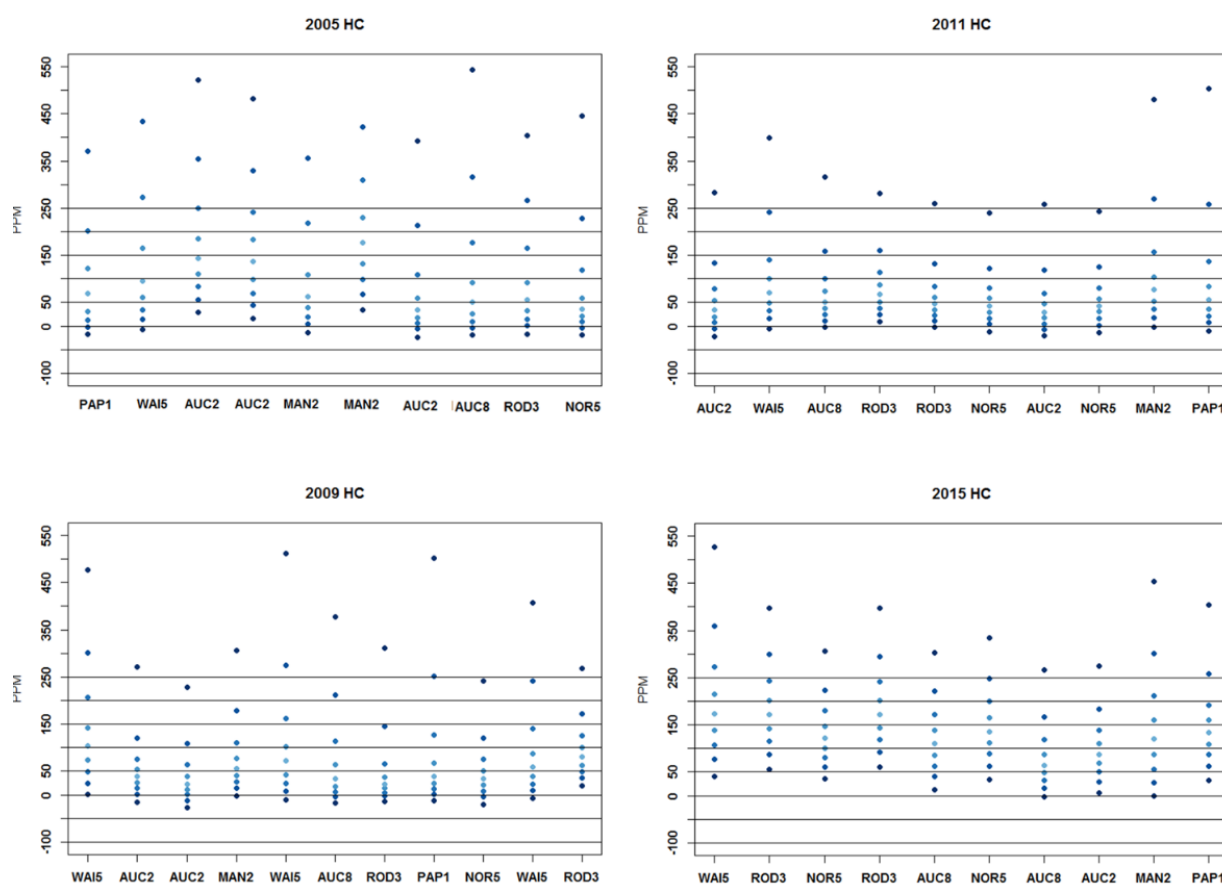 2005 HC
550
450
350
250
150
50
0
-100
PPM
PAP1 WAI5 AUC2 AUC2 MAN2 MAN2 AUC2 AUC8 ROD3 NOR5
2011 HC
550
450
350
250
150
50
0
-100
PPM
AUC2 WAI5 AUC8 ROD3 ROD3 NOR5 AUC2 NOR5 MAN2 PAP1
2009 HC
550
450
350
250
150
50
0
-100
PPM
WAI5 AUC2 AUC2 MAN2 WAI5 AUC8 ROD3 PAP1 NOR5 WAI5 ROD3
2015 HC
550
450
350
250
150
50
0
-100
PPM
WAI5 ROD3 NOR5 ROD3 AUC8 NOR5 AUC8 AUC2 MAN2 PAP1